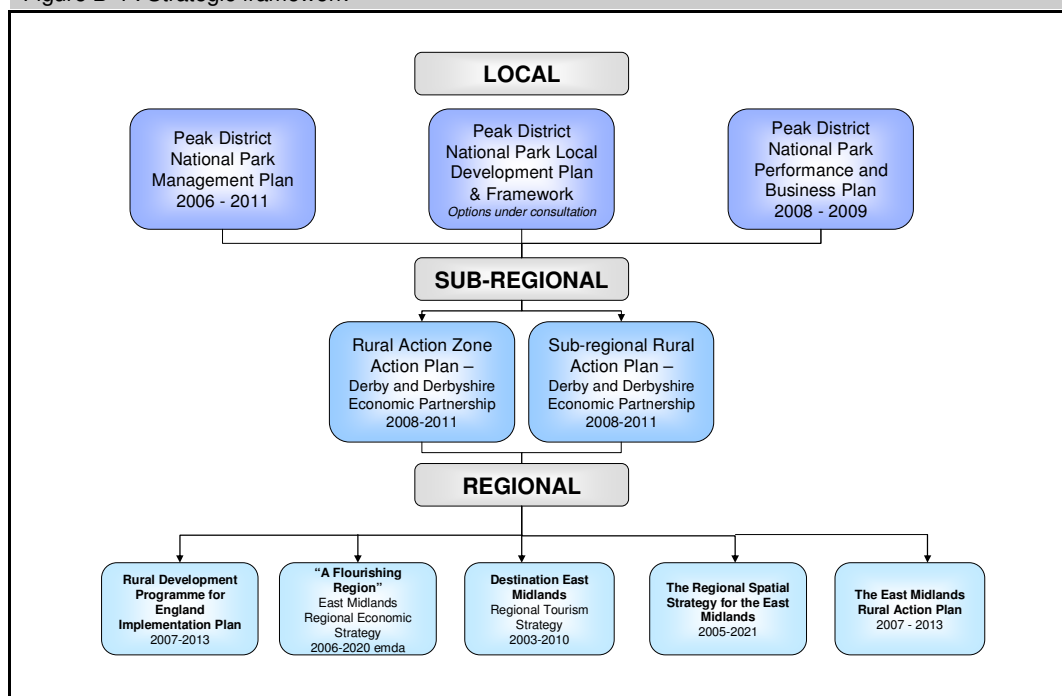 Figure 2-1 : Strategic framework
LOCAL
Peak District
National Park
Management Plan
2006 - 2011
Peak District
National Park Local
Development Plan
& Framework
Options under consultation
Peak District
National Park
Performance and
Business Plan
2008 - 2009
SUB-REGIONAL
Rural Action Zone
Action Plan –
Derby and Derbyshire
Economic Partnership
2008-2011
Sub-regional Rural
Action Plan –
Derby and Derbyshire
Economic Partnership
2008-2011
REGIONAL
Rural Development
Programme for
England
Implementation Plan
2007-2013
“A Flourishing
Region”
East Midlands
Regional Economic
Strategy
2006-2020 emda
Destination East
Midlands
Regional Tourism
Strategy
2003-2010
The Regional Spatial
Strategy for the East
Midlands
2005-2021
The East Midlands
Rural Action Plan
2007 - 2013